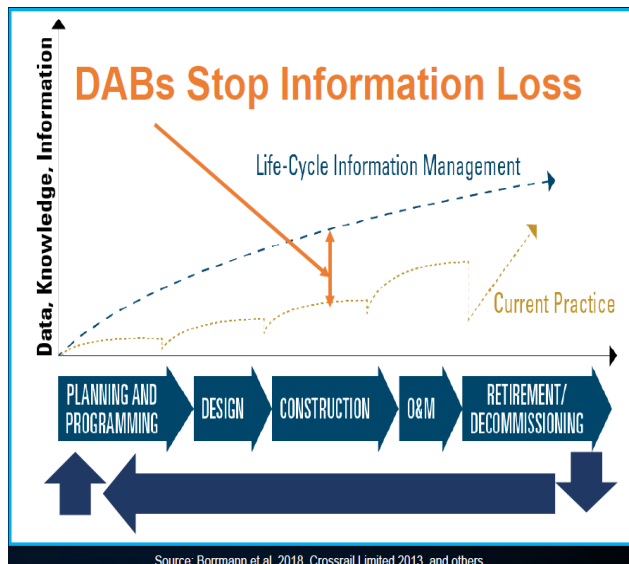 DABs Stop Information Loss
Data, Knowledge, Information
Life-Cycle Information Management
Current Practice
PLANNING AND
PROGRAMMING
DESIGN
CONSTRUCTION
O&M
RETIREMENT/
DECOMMISSIONING
Source: Borrmann et al. 2018, Crossrail Limited 2013, and others